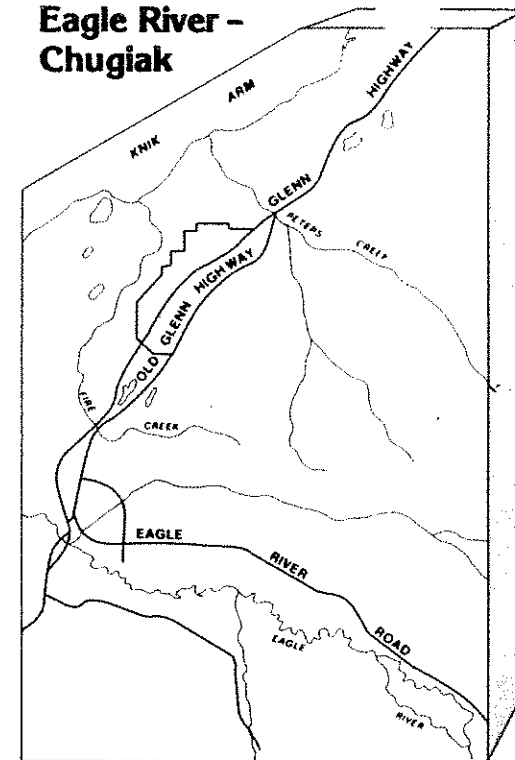 Eagle River –
Chugiak
KNIK ARM
GLENN HIGHWAY
PETERS CREEK
OLD GLENN HIGHWAY
FIRE CREEK
EAGLE RIVER ROAD
EAGLE RIVER